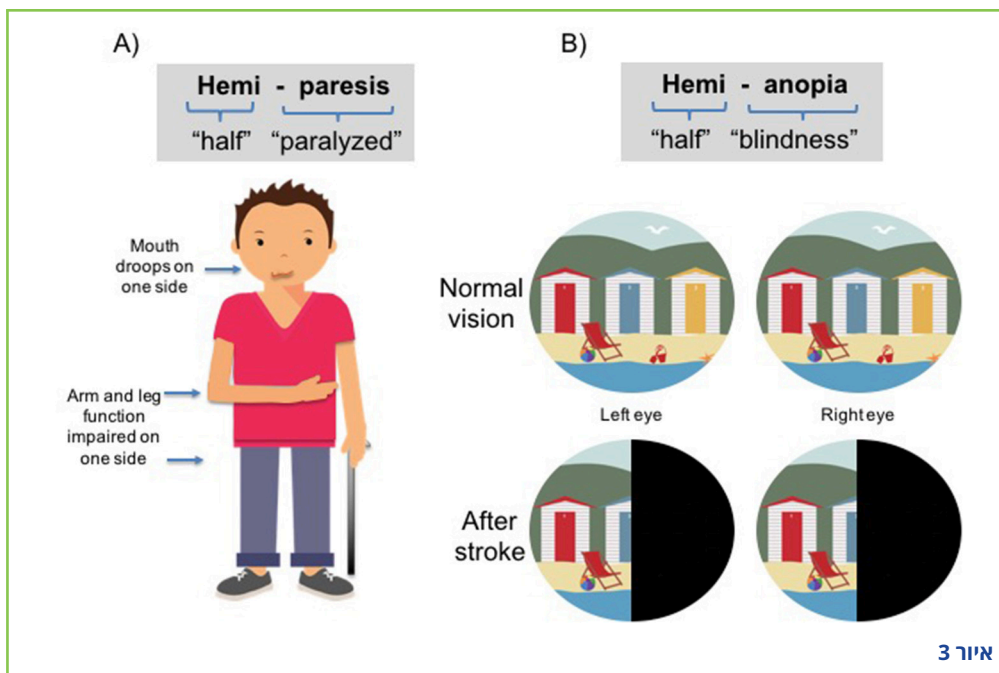 A)
Hemi - paresis
“half” “paralyzed”
Mouth
droops on
one side
Arm and leg
function
impaired on
one side
B)
Hemi - anopia
“half” “blindness”
Normal
vision
Left eye Right eye
After
stroke
איור 3